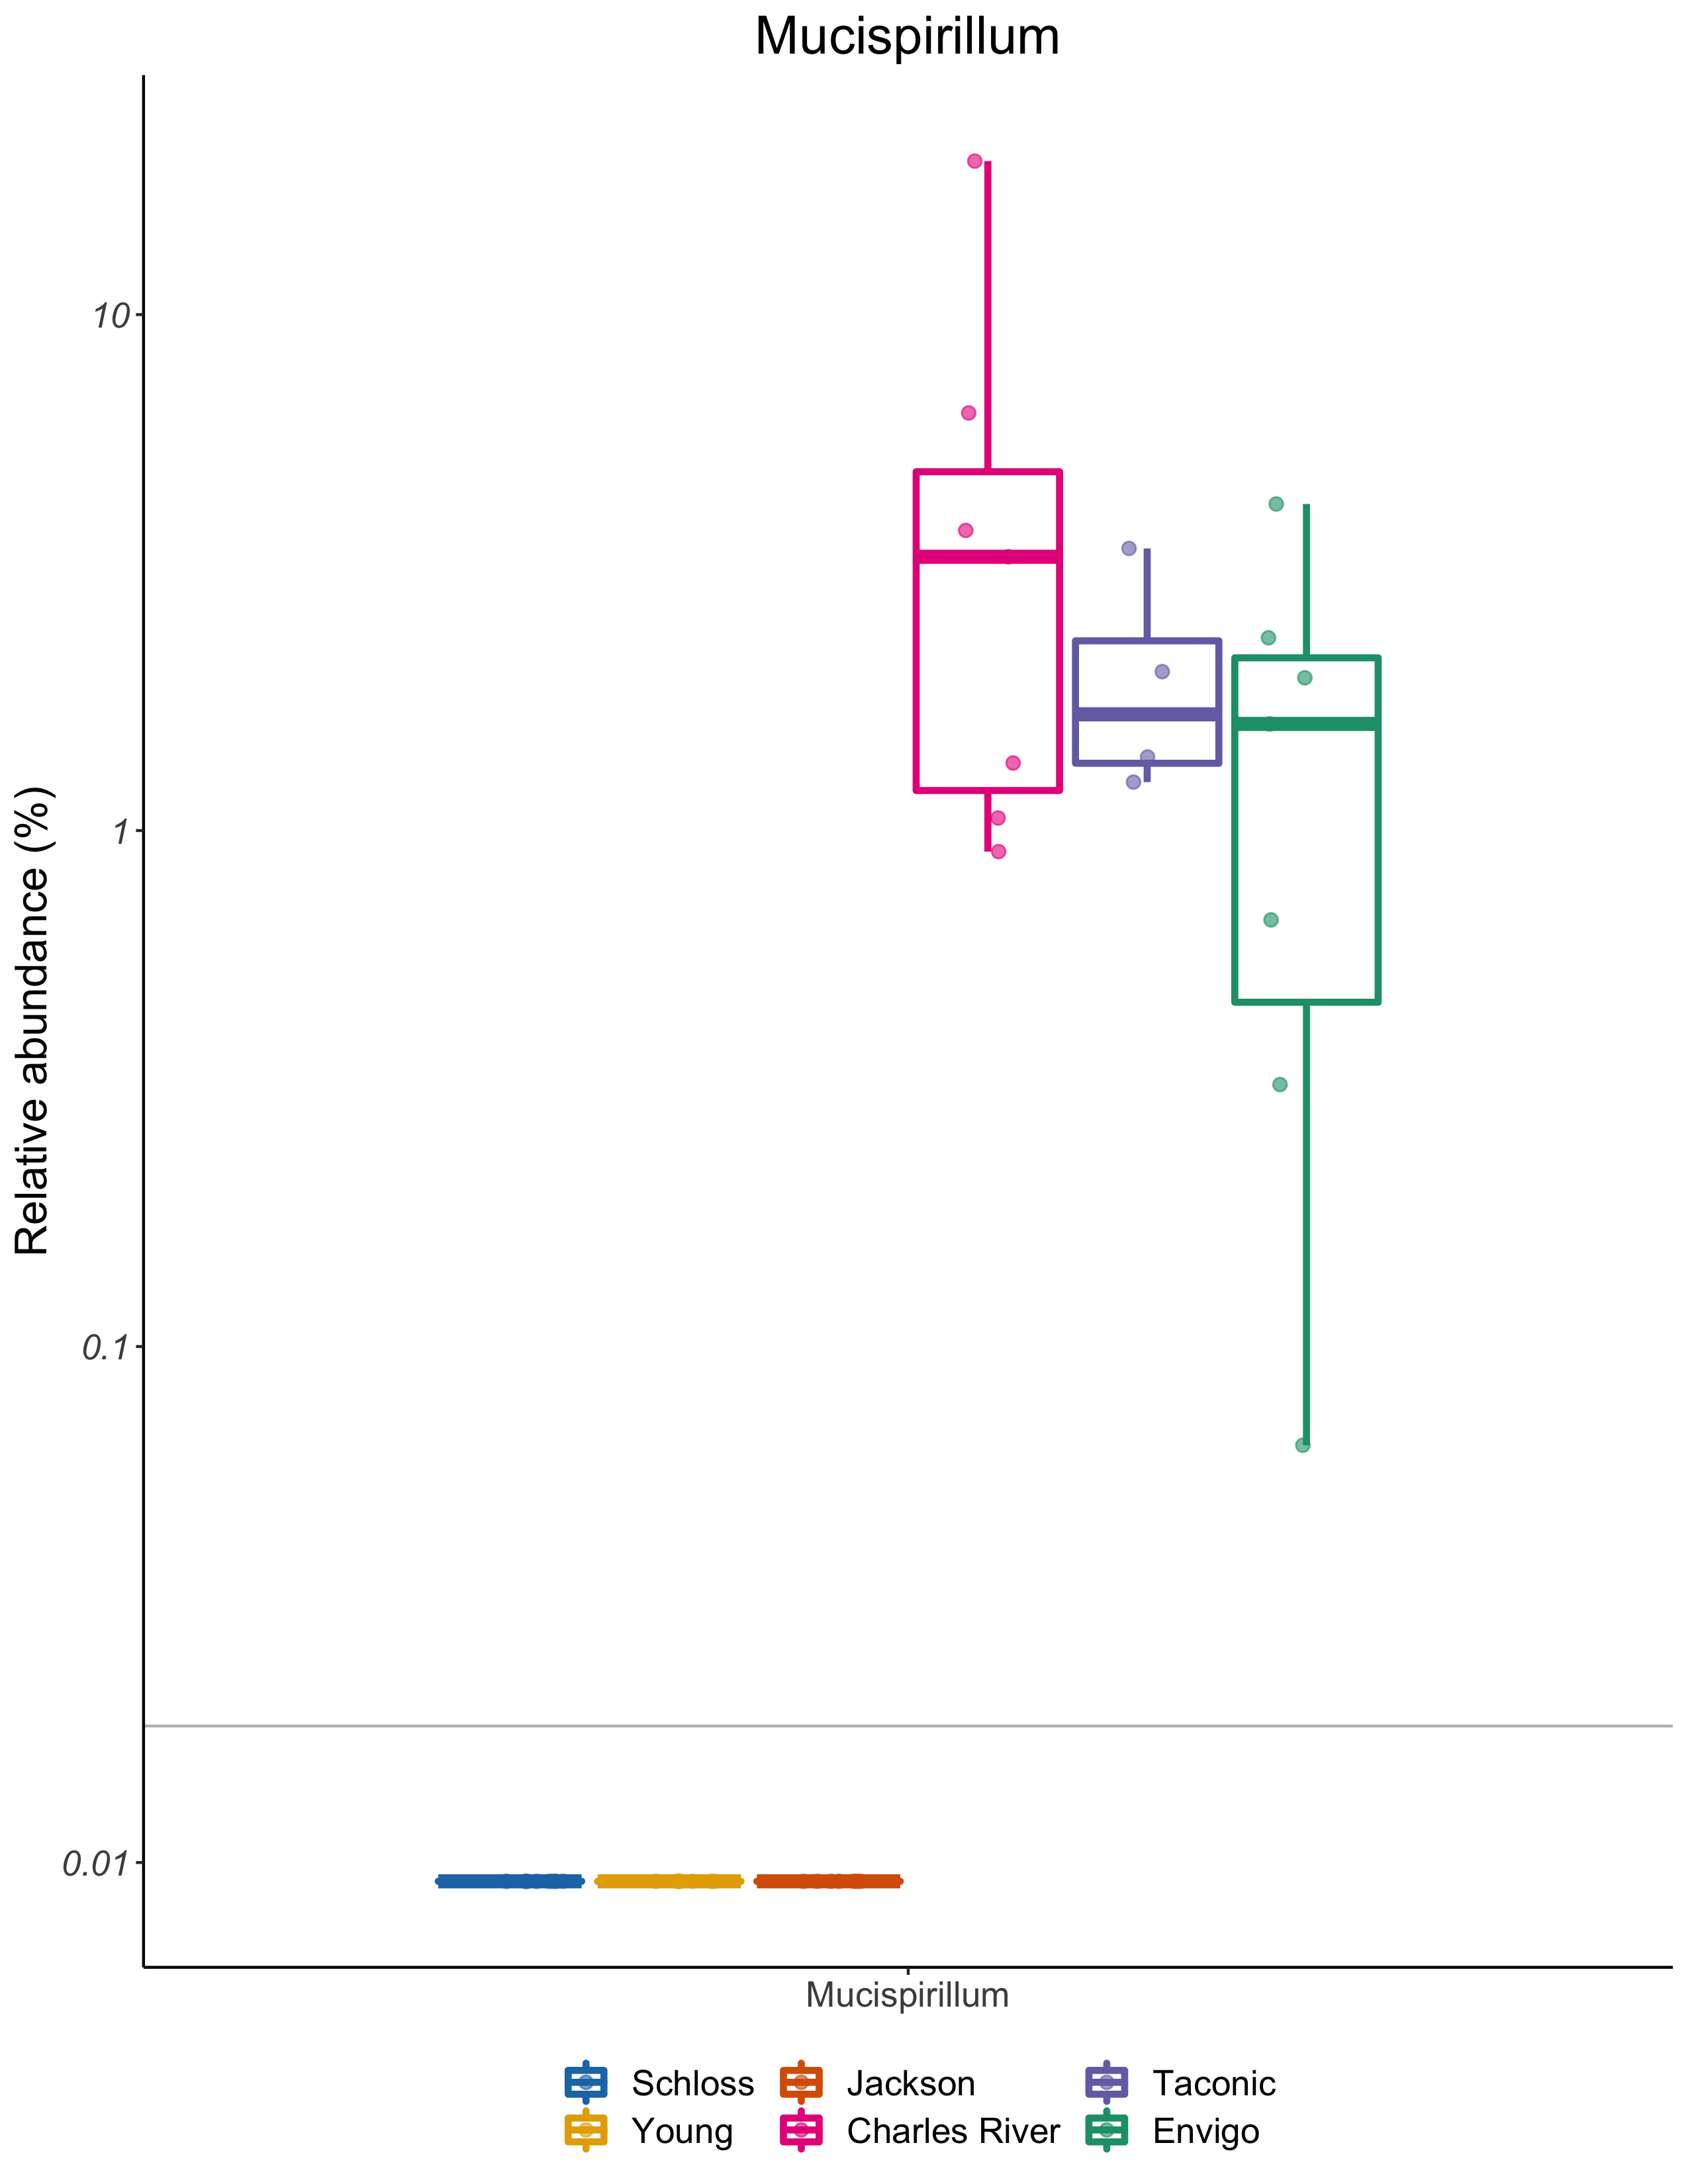 Mucispirillum
Relative abundance (%)
10
1
0.1
0.01
Mucispirillum
Schloss
Jackson
Taconic
Young
Charles River
Envigo